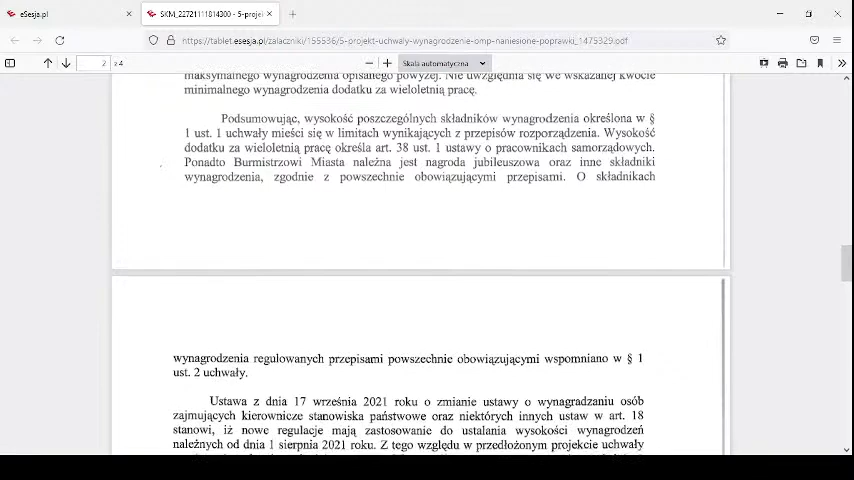 eSesja.pl
SKM_22721111814300 - 5-projel
https://tablet.esesja.pl/zalaczniki/155536/5-projekt-uchwaly-wynagrodzenie-omp-naniesione-poprawki_1475329.pdf
2 z 4 Skala automatyczna
maksymalnego wynagrodzenia opisanego powyżej. Nie uwzględnia się we wskazanej kwocie
minimalnego wynagrodzenia dodatku za wieloletnią pracę.
Podsumowując, wysokość poszczególnych składników wynagrodzenia określona w §
1 ust. 1 uchwały mieści się w limitach wynikających z przepisów rozporządzenia. Wysokość
dodatku za wieloletnią pracę określa art. 38 ust. 1 ustawy o pracownikach samorządowych.
Ponadto Burmistrzowi Miasta należna jest nagroda jubileuszowa oraz inne składniki
wynagrodzenia, zgodnie z powszechnie obowiązującymi przepisami. O składnikach
wynagrodzenia regulowanych przepisami powszechnie obowiązującymi wspomniano w § 1
ust. 2 uchwały.
Ustawa z dnia 17 września 2021 roku o zmianie ustawy o wynagradzaniu osób
zajmujących kierownicze stanowiska państwowe oraz niektórych innych ustaw w art. 18
stanowi, iż nowe regulacje mają zastosowanie do ustalania wysokości wynagrodzeń
należnych od dnia 1 sierpnia 2021 roku. Z tego względu w przedłożonym projekcie uchwały